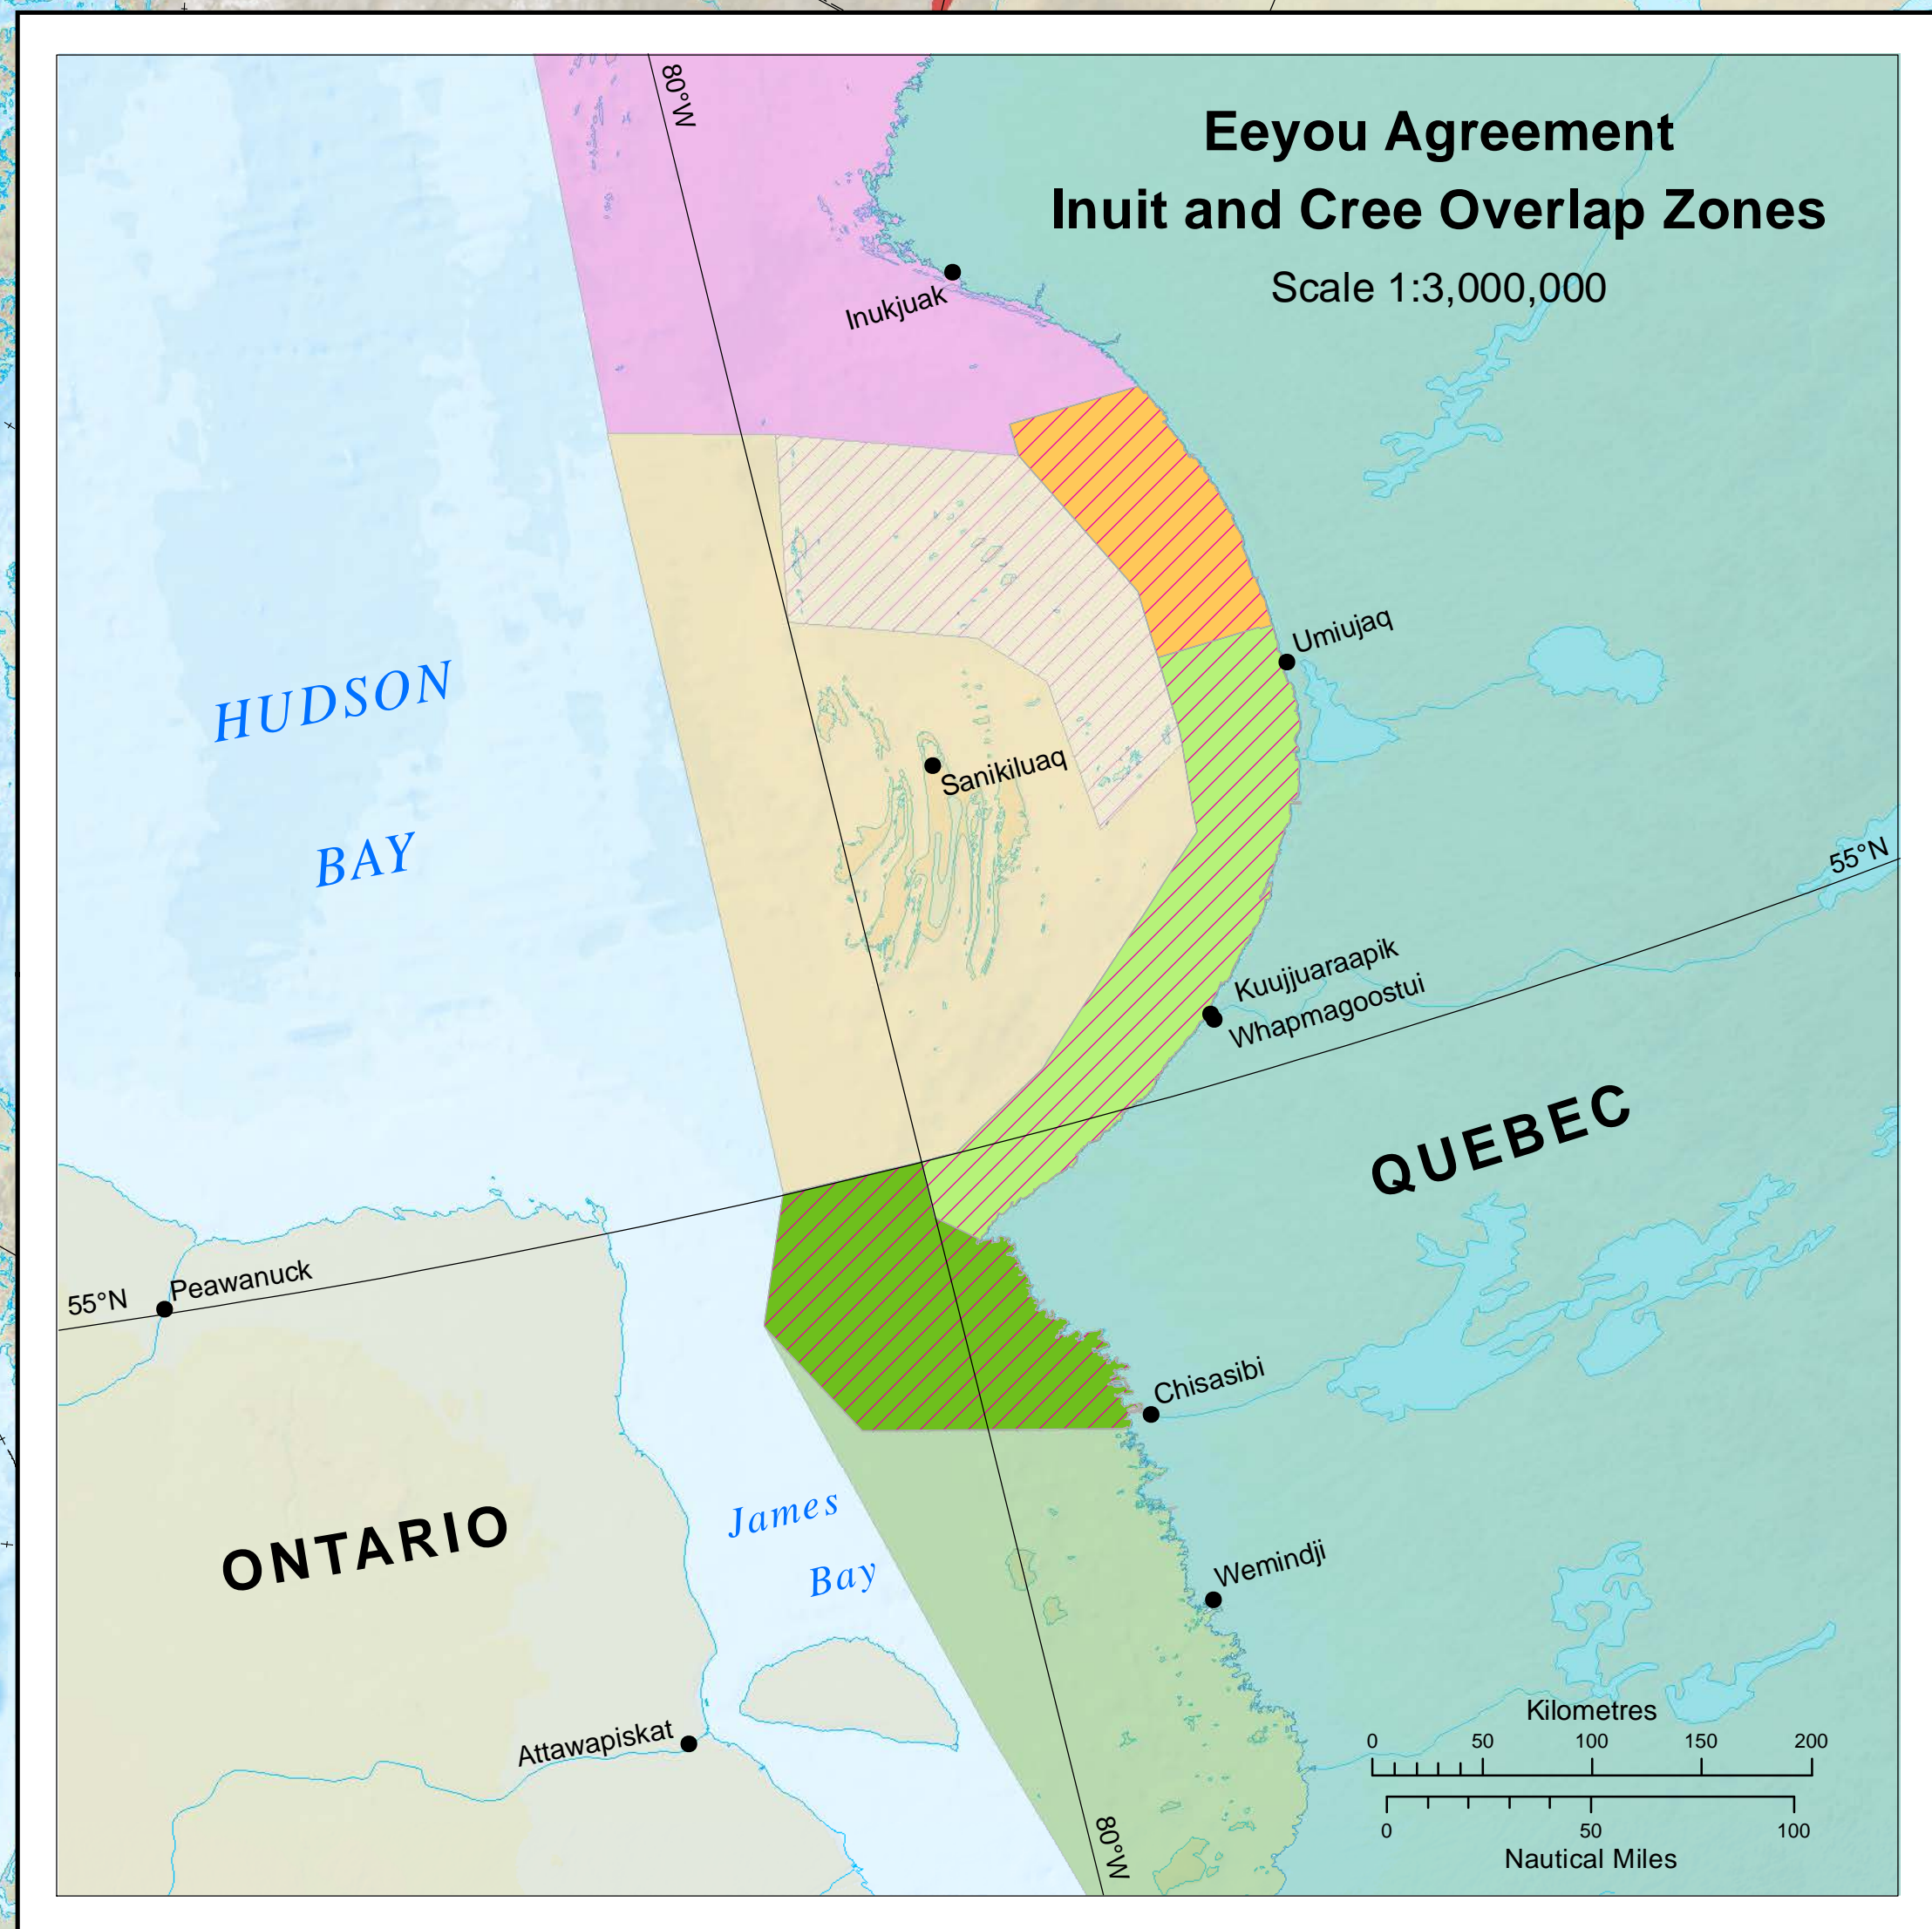 Eeyou Agreement
Inuit and Cree Overlap Zones
Scale 1:3,000,000
80°W
Inukjuak
Umiujaq
HUDSON
BAY
Sanikiluaq
55°N
Kuujjuaraapik
Whapmagoostui
QUEBEC
Peawanuck
55°N
Chisasibi
ONTARIO
James
Bay
Wemindji
Attawapiskat
80°W
Kilometres
0 50 100 150 200
0 50 100
Nautical Miles